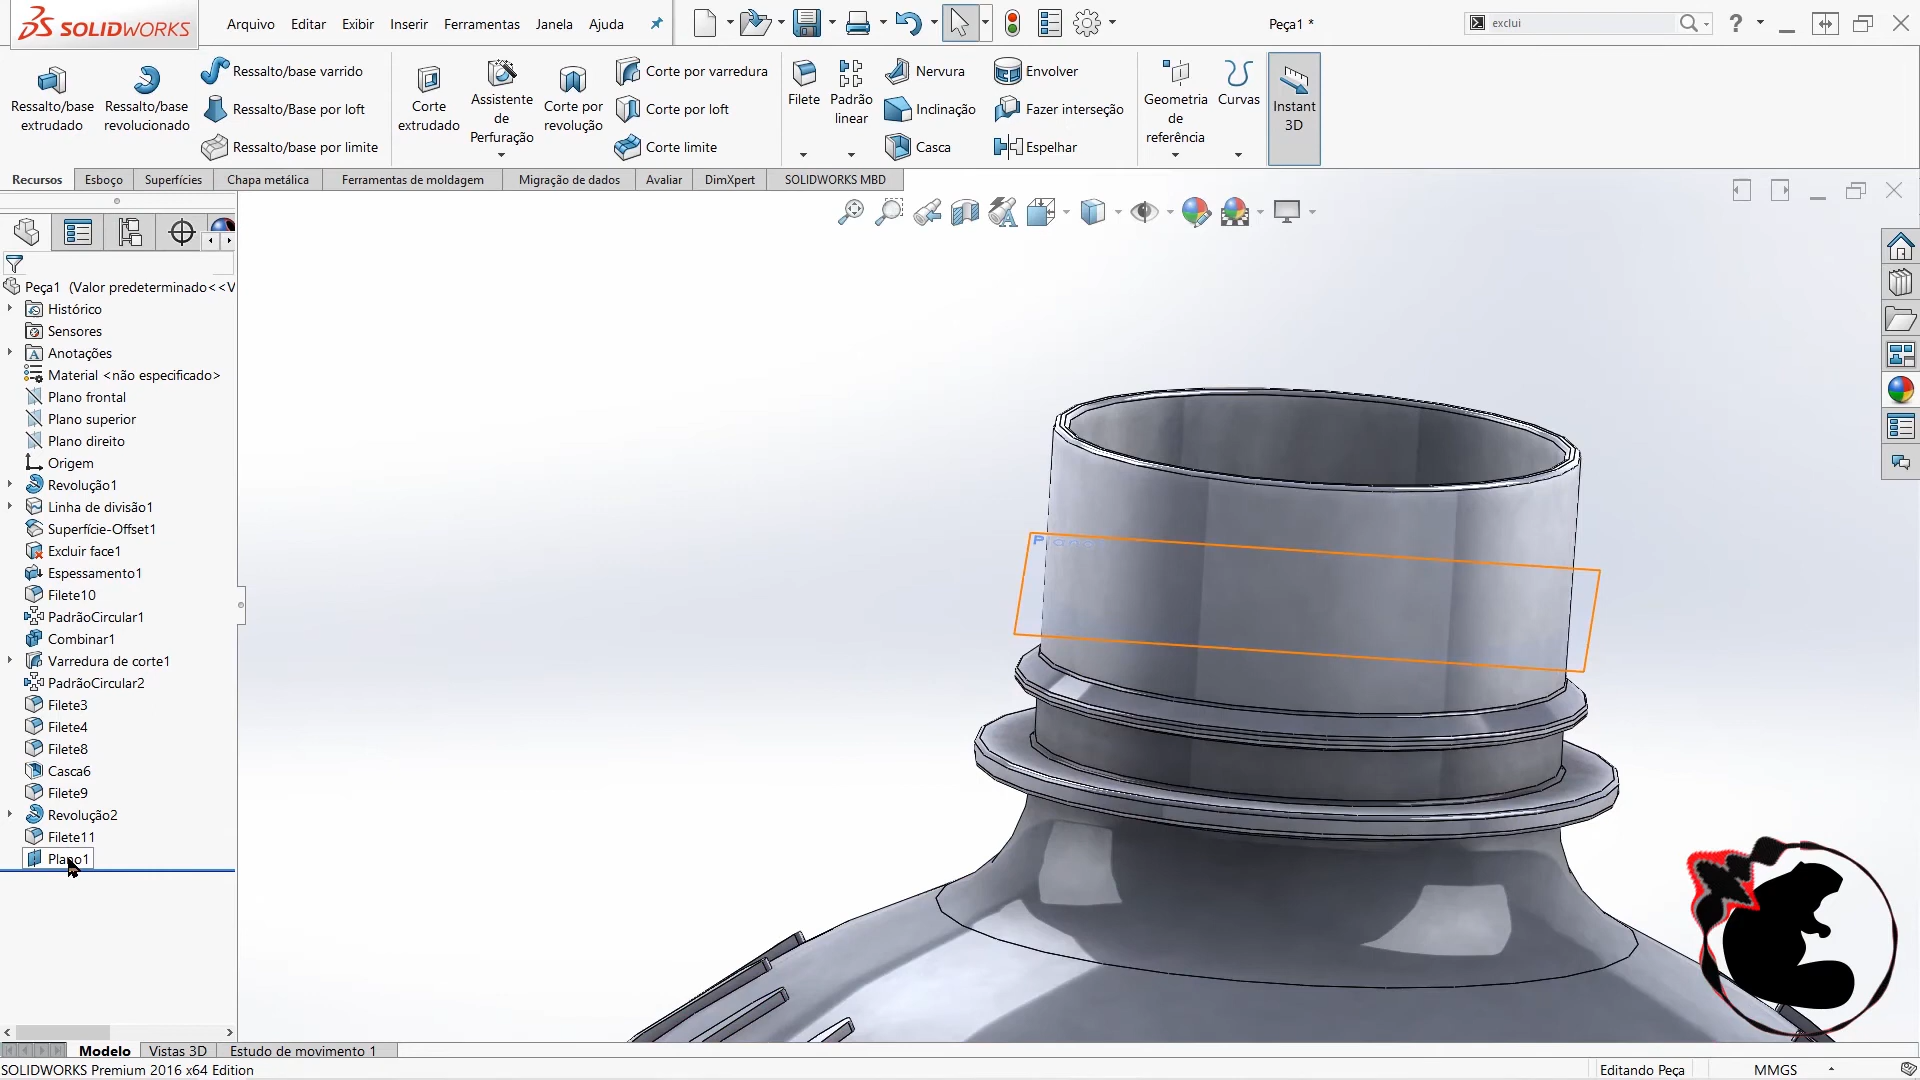 SOLIDWORKS
Arquivo Editar Exibir Inserir Ferramentas Janela Ajuda
Peça1 *
exclui
?
Ressalto/base extrudado
Ressalto/base revolucionado
Ressalto/base varrido
Ressalto/Base por loft
Ressalto/base por limite
Corte extrudado
Assistente de Perfuração
Corte por revolução
Corte por varredura
Corte por loft
Corte limite
Filete
Padrão linear
Nervura
Inclinação
Casca
Envolver
Fazer interseção
Espelhar
Geometria de referência
Curvas
Instant 3D
Recursos Esboço Superfícies Chapa metálica Ferramentas de moldagem Migração de dados Avaliar DimXpert SOLIDWORKS MBD
Peça1 (Valor predeterminado<<V
Histórico
Sensores
Anotações
Material <não especificado>
Plano frontal
Plano superior
Plano direito
Origem
Revolução1
Linha de divisão1
Superfície-Offset1
Excluir face1
Espessamento1
Filete10
PadrãoCircular1
Combinar1
Varredura de corte1
PadrãoCircular2
Filete3
Filete4
Filete8
Casca6
Filete9
Revolução2
Filete11
Plano1
Modelo Vistas 3D Estudo de movimento 1
SOLIDWORKS Premium 2016 x64 Edition
Editando Peça
MMGS